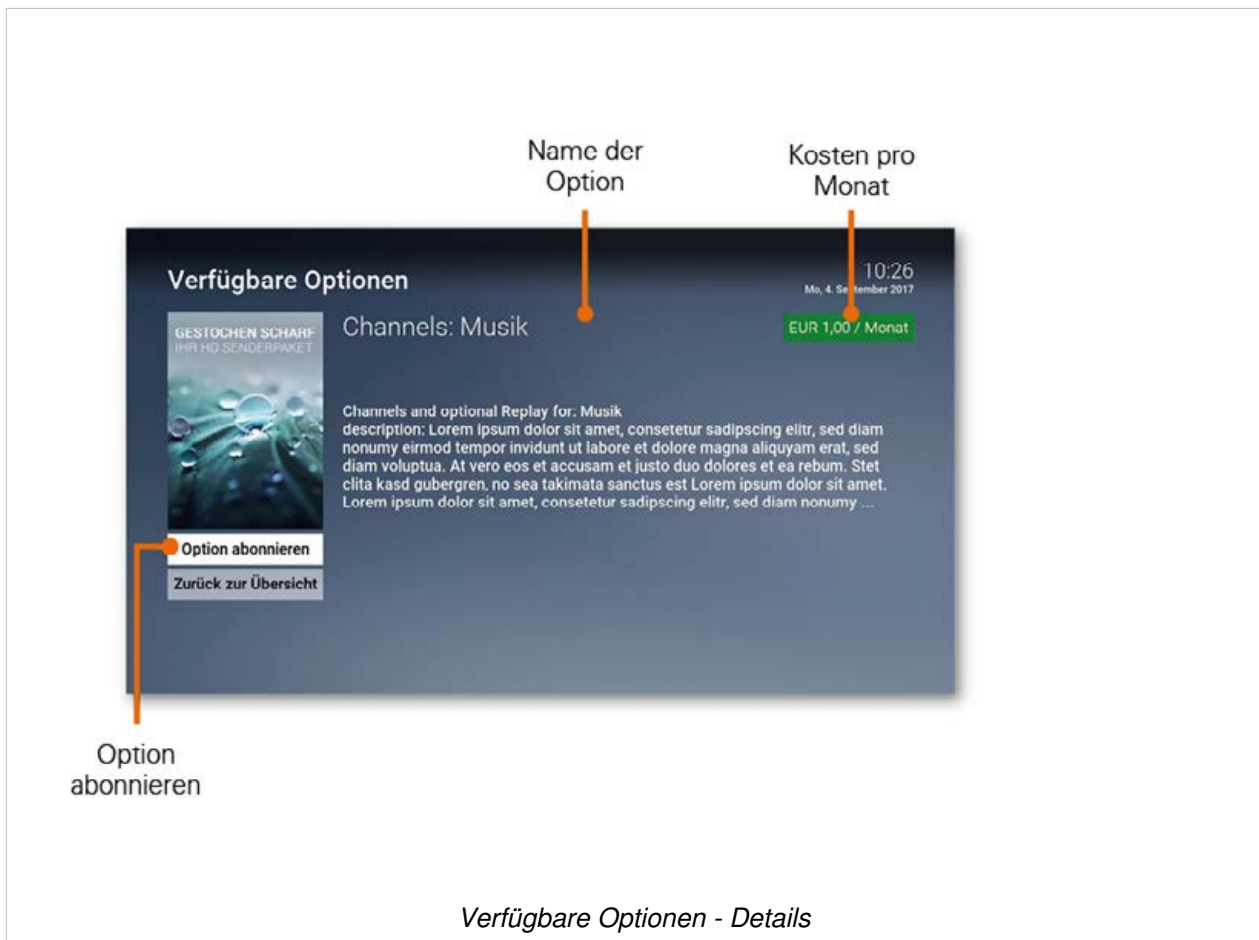 Name der
Option
Kosten pro
Monat
Verfügbare Optionen
10:26
Mo, 4. September 2017
GESTOCHEN SCHARF
IHR HD SENDERPAKET
Channels: Musik
EUR 1,00 / Monat
Channels and optional Replay for: Musik
description: Lorem ipsum dolor sit amet, consetetur sadipscing elitr, sed diam
nonumy eirmod tempor invidunt ut labore et dolore magna aliquyam erat, sed
diam voluptua. At vero eos et accusam et justo duo dolores et ea rebum. Stet
clita kasd gubergren, no sea takimata sanctus est Lorem ipsum dolor sit amet.
Lorem ipsum dolor sit amet, consetetur sadipscing elitr, sed diam nonumy ...
Option abonnieren
Zurück zur Übersicht
Option
abonnieren
Verfügbare Optionen - Details